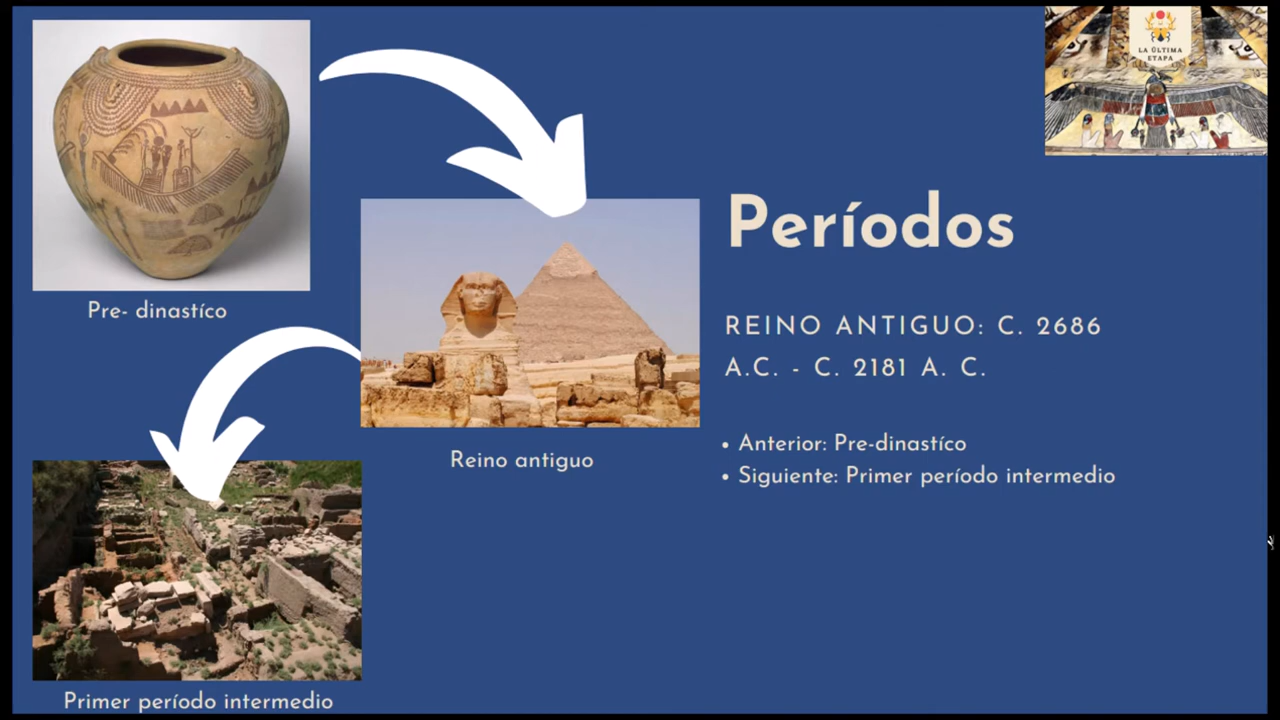 LA ÚLTIMA
ETAPA
Períodos
REINO ANTIGUO: C. 2686
A.C. - C. 2181 A. C.
• Anterior: Pre-dinastíco
• Siguiente: Primer período intermedio
Pre- dinastíco
Reino antiguo
Primer período intermedio